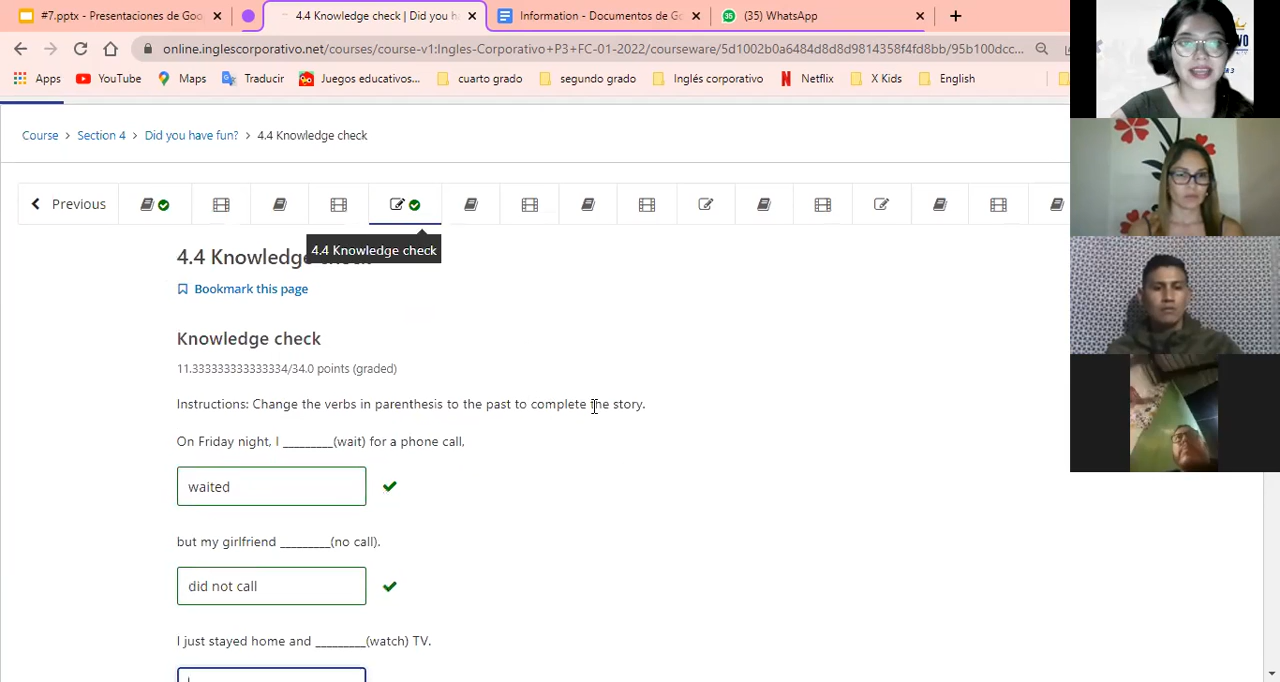 #7.pptx - Presentaciones de Goo
4.4 Knowledge check | Did you ha
Information - Documentos de Go
(35) WhatsApp
online.inglescorporativo.net/courses/course-v1:Ingles-Corporativo+P3+FC-01-2022/courseware/5d1002b0a6484d8d8d9814358f4fd8bb/95b100dcc...
Apps
YouTube
Maps
Traducir
Juegos educativos...
cuarto grado
segundo grado
Inglés corporativo
Netflix
X Kids
English
Course > Section 4 > Did you have fun? > 4.4 Knowledge check
Previous
4.4 Knowledge check
4.4 Knowledge
Bookmark this page
Knowledge check
11.333333333333334/34.0 points (graded)
Instructions: Change the verbs in parenthesis to the past to complete the story.
On Friday night, I ________(wait) for a phone call,
waited
but my girlfriend ________(no call).
did not call
I just stayed home and ________(watch) TV.